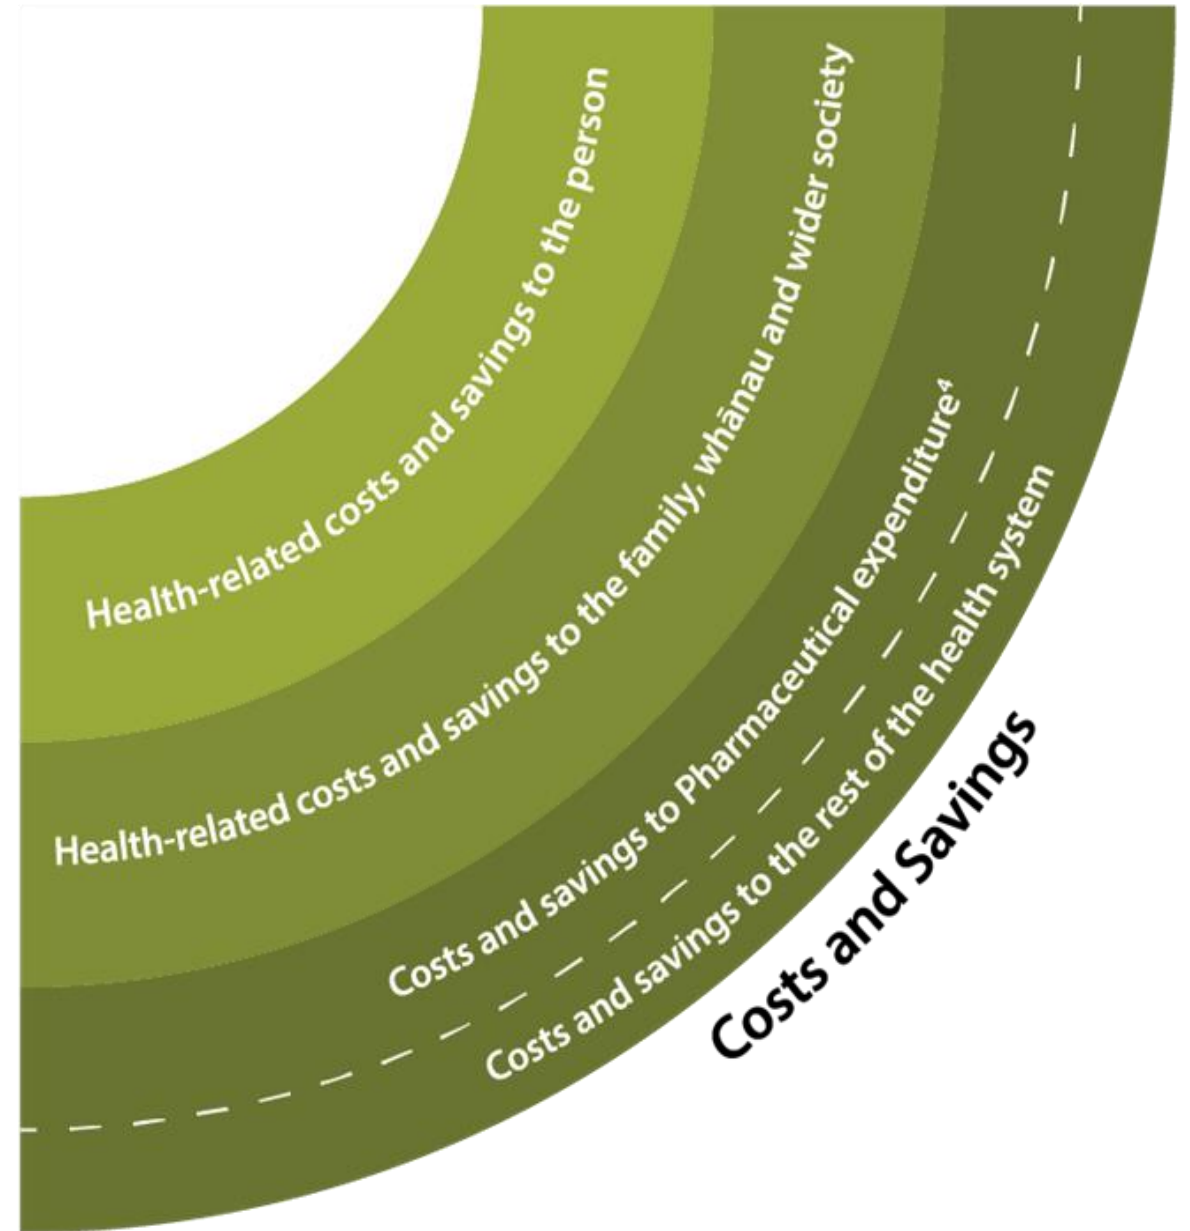 Health-related costs and savings to the person
Health-related costs and savings to the family, whānau and wider society
Costs and savings to Pharmaceutical expenditure⁴
Costs and savings to the rest of the health system
Costs and Savings